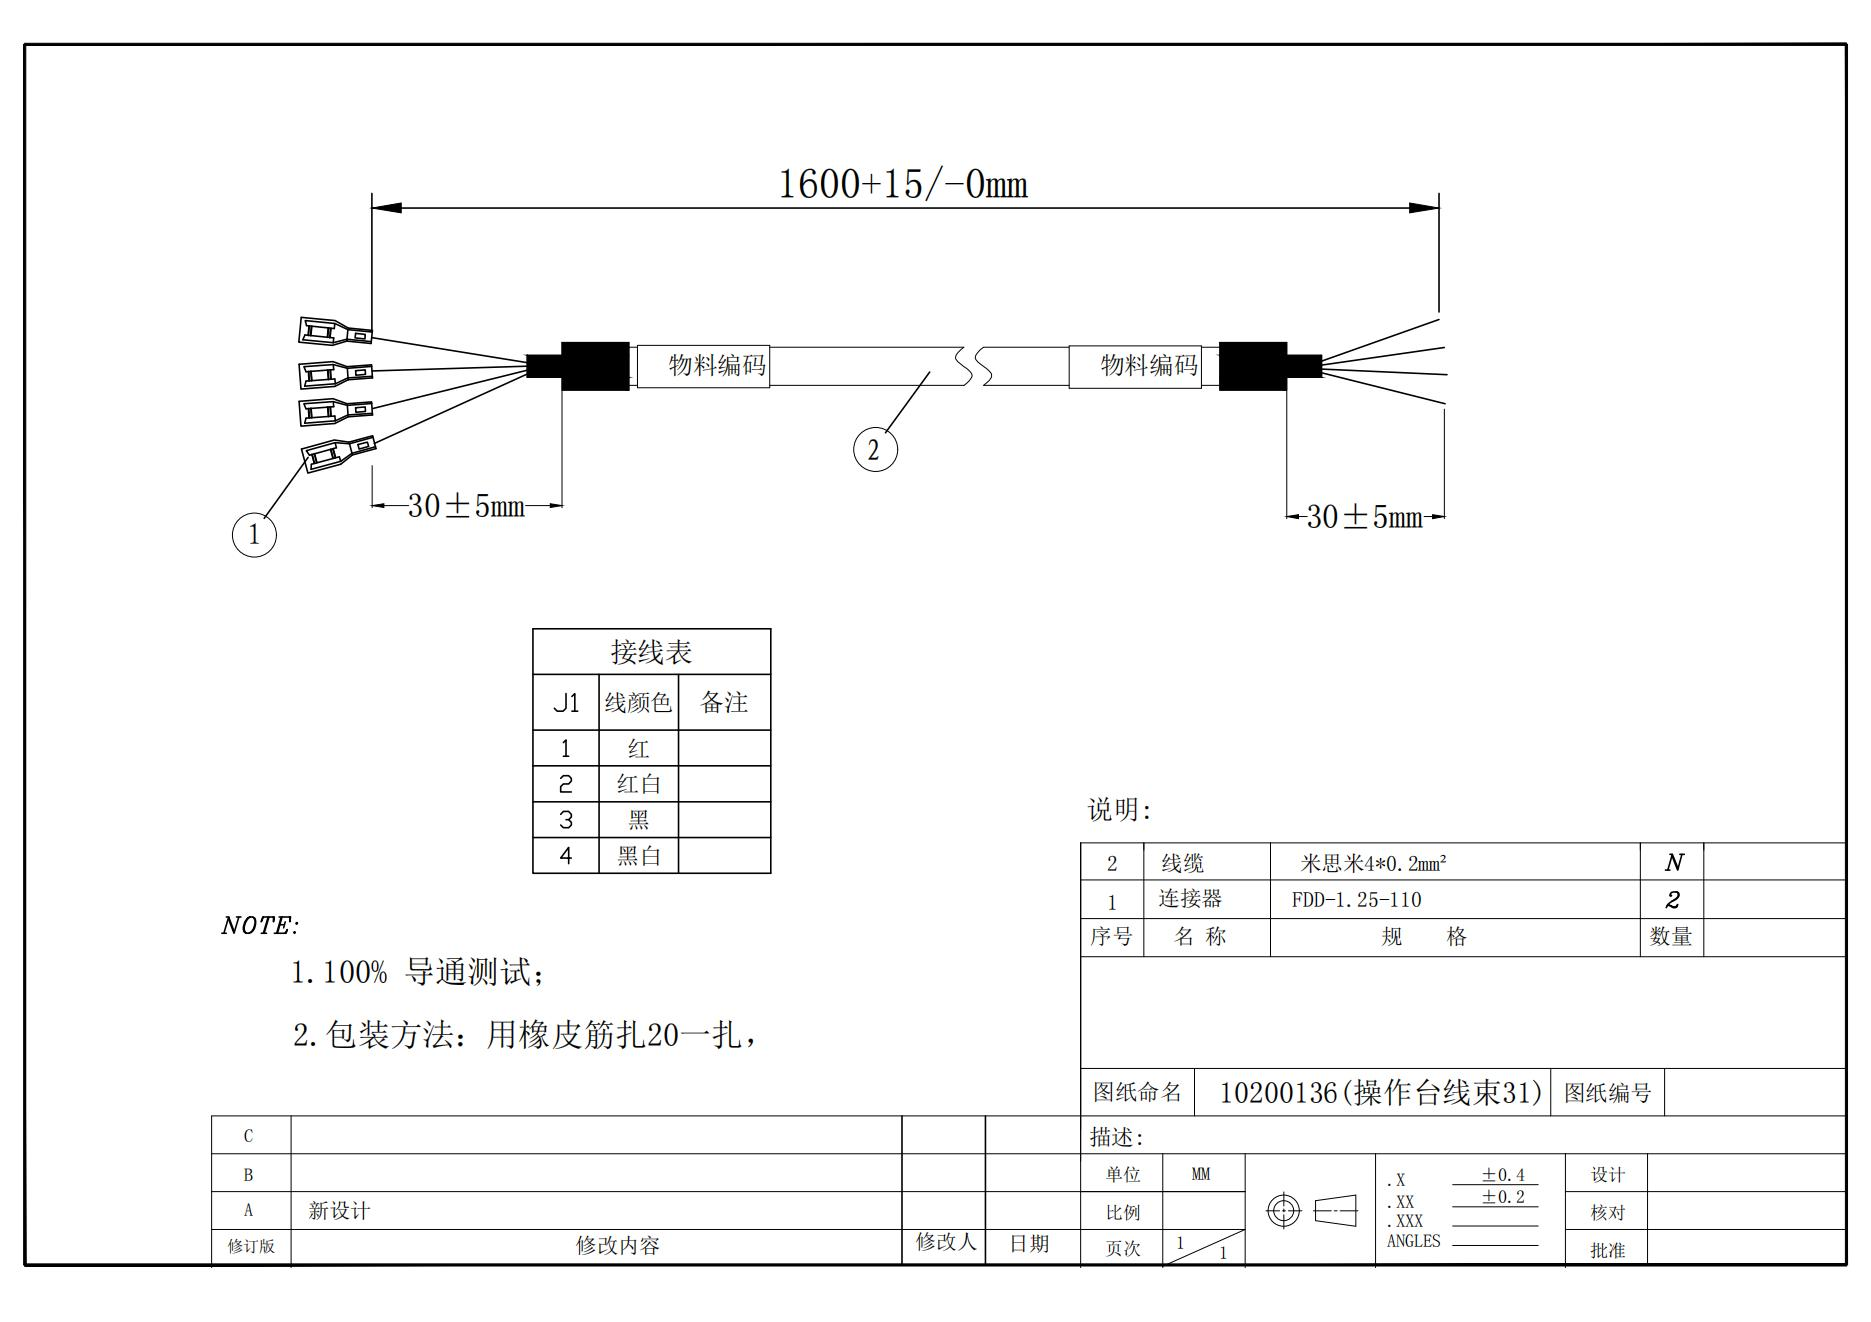 1600+15/-0mm
物料编码
物料编码
2
30±5mm
30±5mm
1
接线表
J1 线颜色 备注
1 红
2 红白
3 黑
4 黑白
说明:
2 线缆 米思米4*0.2mm² N
1 连接器 FDD-1.25-110 2
序号 名 称 规 格 数量
NOTE:
1.100% 导通测试;
2.包装方法: 用橡皮筋扎20一扎,
图纸命名 10200136(操作台线束31) 图纸编号
C
B
A 新设计
修订版 修改内容 修改人 日期
描述:
单位 MM
比例
页次 1/1
.X ±0.4
.XX ±0.2
.XXX
ANGLES
设计
核对
批准